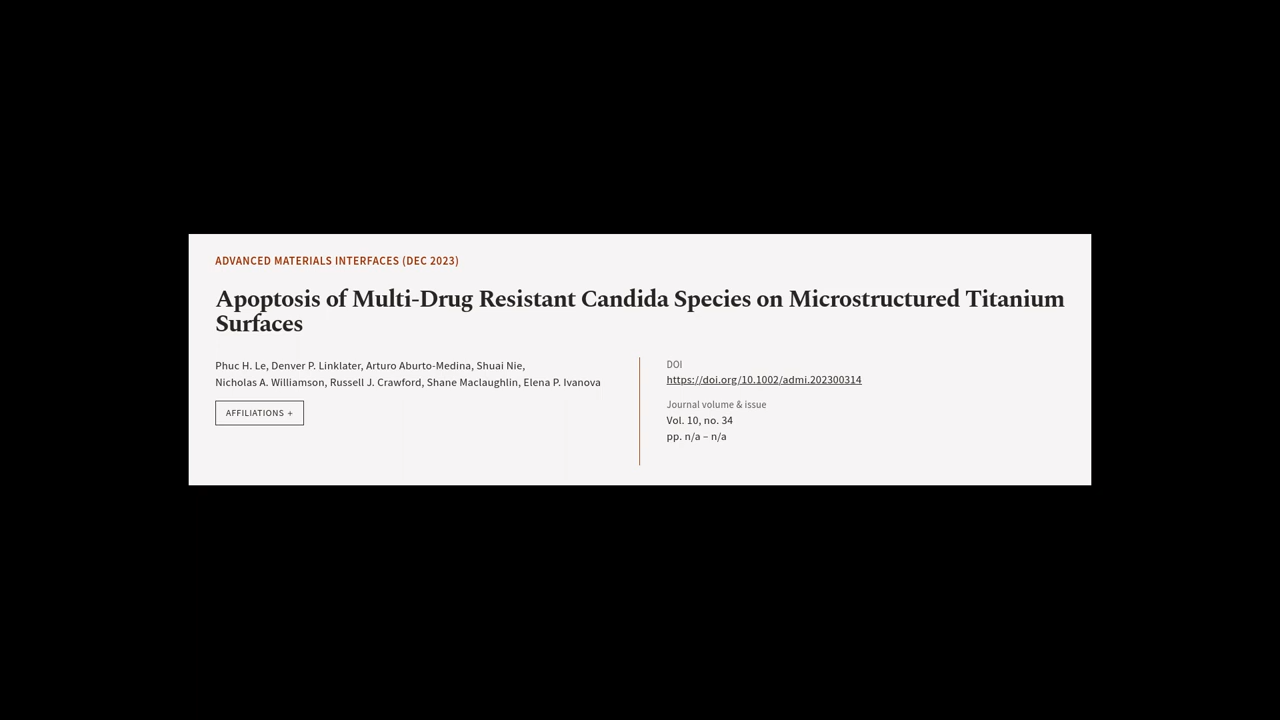 ADVANCED MATERIALS INTERFACES (DEC 2023)
Apoptosis of Multi-Drug Resistant Candida Species on Microstructured Titanium
Surfaces
Phuc H. Le, Denver P. Linklater, Arturo Aburto-Medina, Shuai Nie,
Nicholas A. Williamson, Russell J. Crawford, Shane Maclaughlin, Elena P. Ivanova
AFFILIATIONS +
DOI
https://doi.org/10.1002/admi.202300314
Journal volume & issue
Vol. 10, no. 34
pp. n/a – n/a